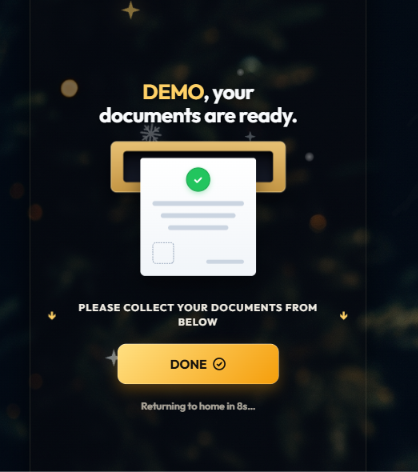 DEMO, your
documents are ready.
PLEASE COLLECT YOUR DOCUMENTS FROM
BELOW
DONE
Returning to home in 8s...